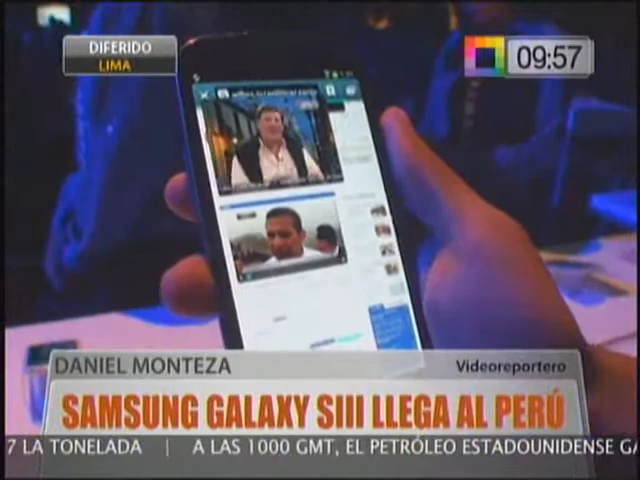 DIFERIDO
LIMA
09:57
DANIEL MONTEZA
Videoreportero
SAMSUNG GALAXY SIII LLEGA AL PERÚ
7 LA TONELADA | A LAS 1000 GMT, EL PETRÓLEO ESTADOUNIDENSE GA